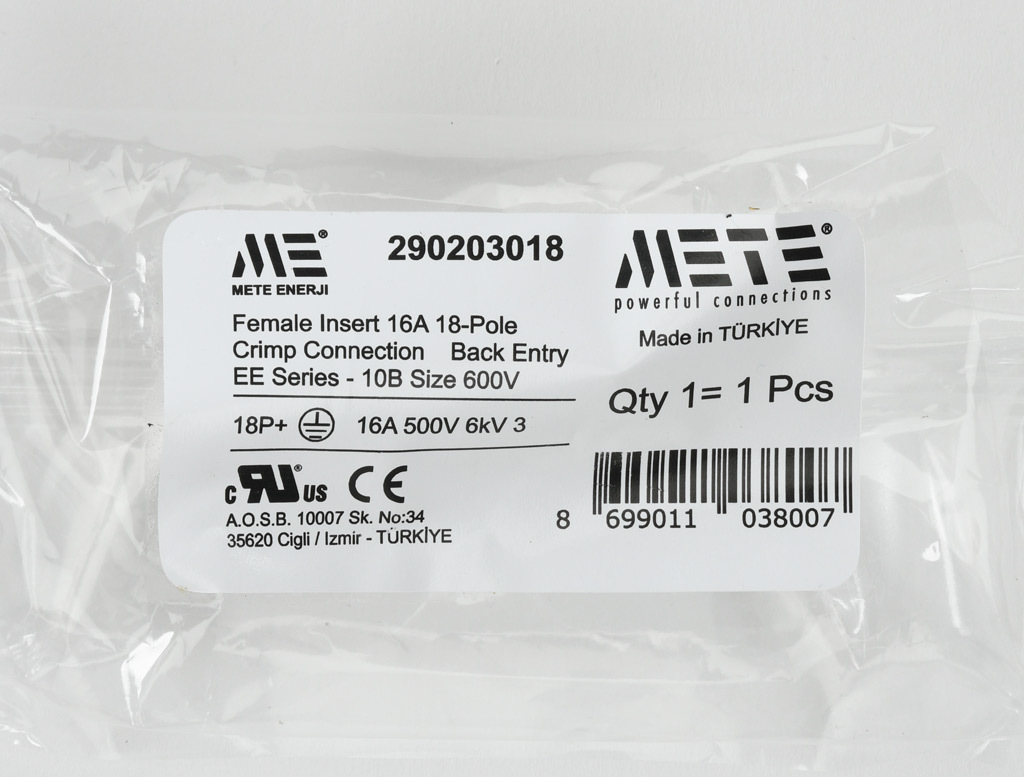 ME®
METE ENERJI
290203018
METE®
powerful connections
Made in TÜRKİYE
Female Insert 16A 18-Pole
Crimp Connection Back Entry
EE Series - 10B Size 600V
Qty 1= 1 Pcs
18P+ 16A 500V 6kV 3
c RU® US CE
A.O.S.B. 10007 Sk. No:34
35620 Cigli / Izmir - TÜRKİYE
8 699011 038007